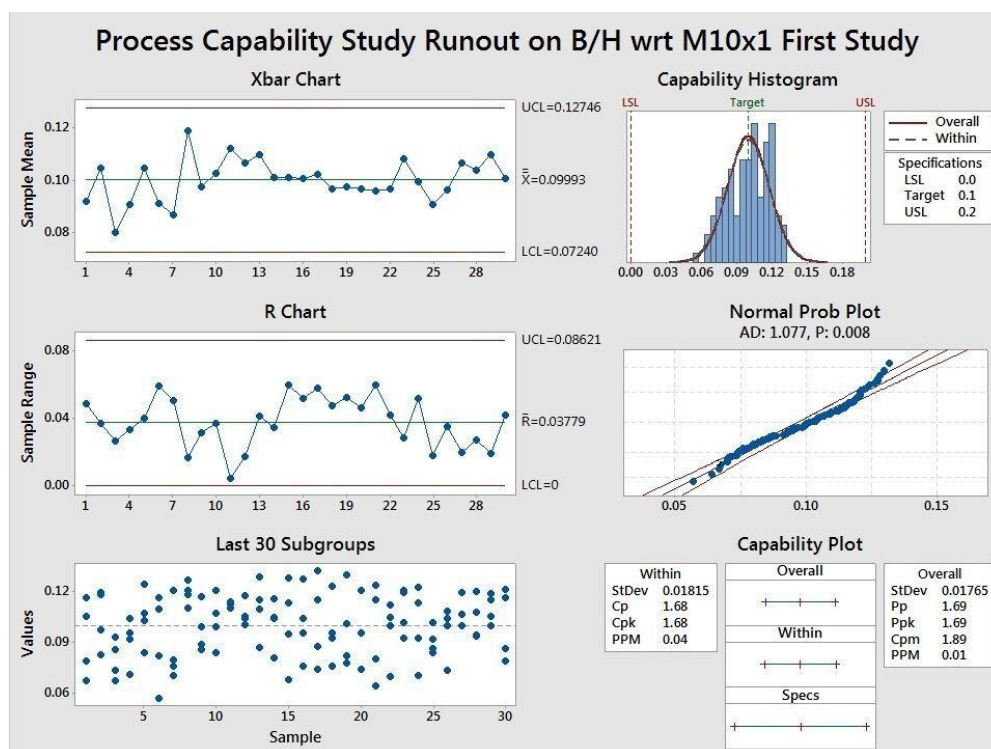 Process Capability Study Runout on B/H wrt M10x1 First Study
Xbar Chart
Sample Mean
0.12
0.10
0.08
1 4 7 10 13 16 19 22 25 28
UCL=0.12746
X=0.09993
LCL=0.07240
Capability Histogram
LSL Target USL
0.00 0.03 0.06 0.09 0.12 0.15 0.18
Overall
Within
Specifications
LSL 0.0
Target 0.1
USL 0.2
R Chart
Sample Range
0.08
0.04
0.00
1 4 7 10 13 16 19 22 25 28
UCL=0.08621
R=0.03779
LCL=0
Normal Prob Plot
AD: 1.077, P: 0.008
0.05 0.10 0.15
Last 30 Subgroups
Values
0.12
0.09
0.06
5 10 15 20 25 30
Sample
Capability Plot
Within
StDev 0.01815
Cp 1.68
Cpk 1.68
PPM 0.04
Overall
Within
Specs
Overall
StDev 0.01765
Pp 1.69
Ppk 1.69
Cpm 1.89
PPM 0.01